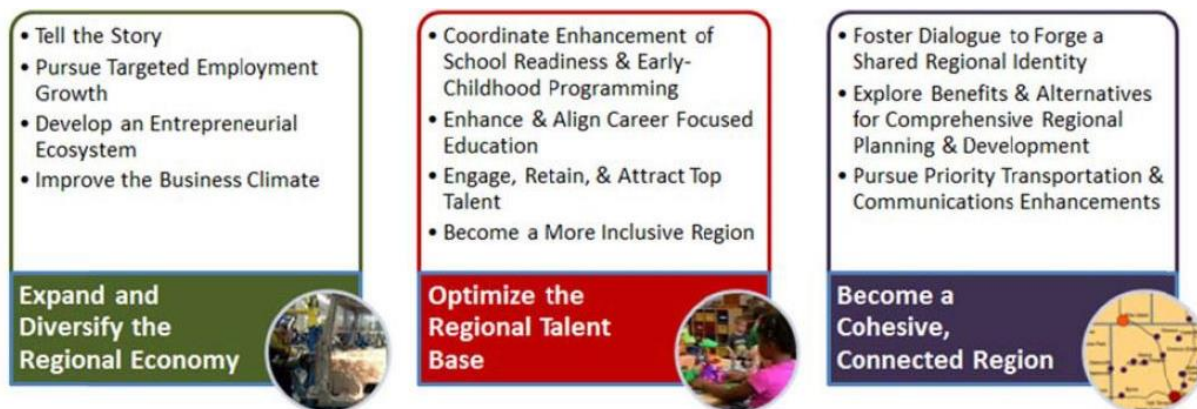 • Tell the Story
• Pursue Targeted Employment
Growth
• Develop an Entrepreneurial
Ecosystem
• Improve the Business Climate
Expand and
Diversify the
Regional Economy
• Coordinate Enhancement of
School Readiness & Early-
Childhood Programming
• Enhance & Align Career Focused
Education
• Engage, Retain, & Attract Top
Talent
• Become a More Inclusive Region
Optimize the
Regional Talent
Base
• Foster Dialogue to Forge a
Shared Regional Identity
• Explore Benefits & Alternatives
for Comprehensive Regional
Planning & Development
• Pursue Priority Transportation &
Communications Enhancements
Become a
Cohesive,
Connected Region